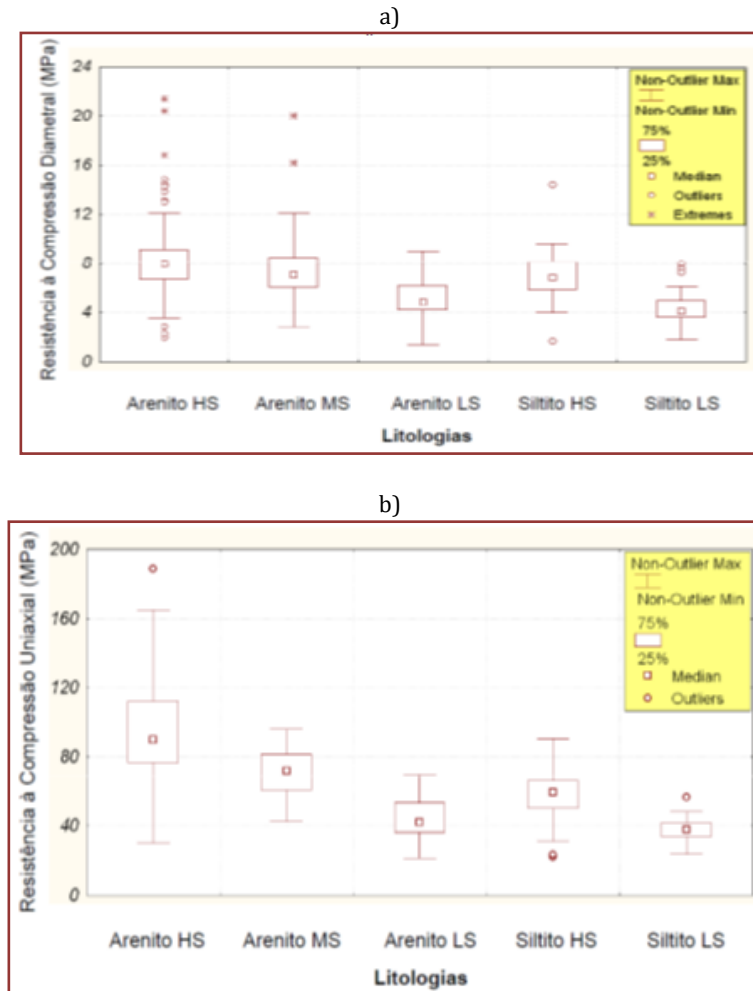 a)
Resistência à Compressão Diametral (MPa)
24
20
16
12
8
4
0
Non-Outlier Max
Non-Outlier Min
75%
25%
Median
Outliers
Extremes
Arenito HS Arenito MS Arenito LS Siltito HS Siltito LS
Litologias
b)
Resistência à Compressão Uniaxial (MPa)
200
160
120
80
40
0
Non-Outlier Max
Non-Outlier Min
75%
25%
Median
Outliers
Arenito HS Arenito MS Arenito LS Siltito HS Siltito LS
Litologias